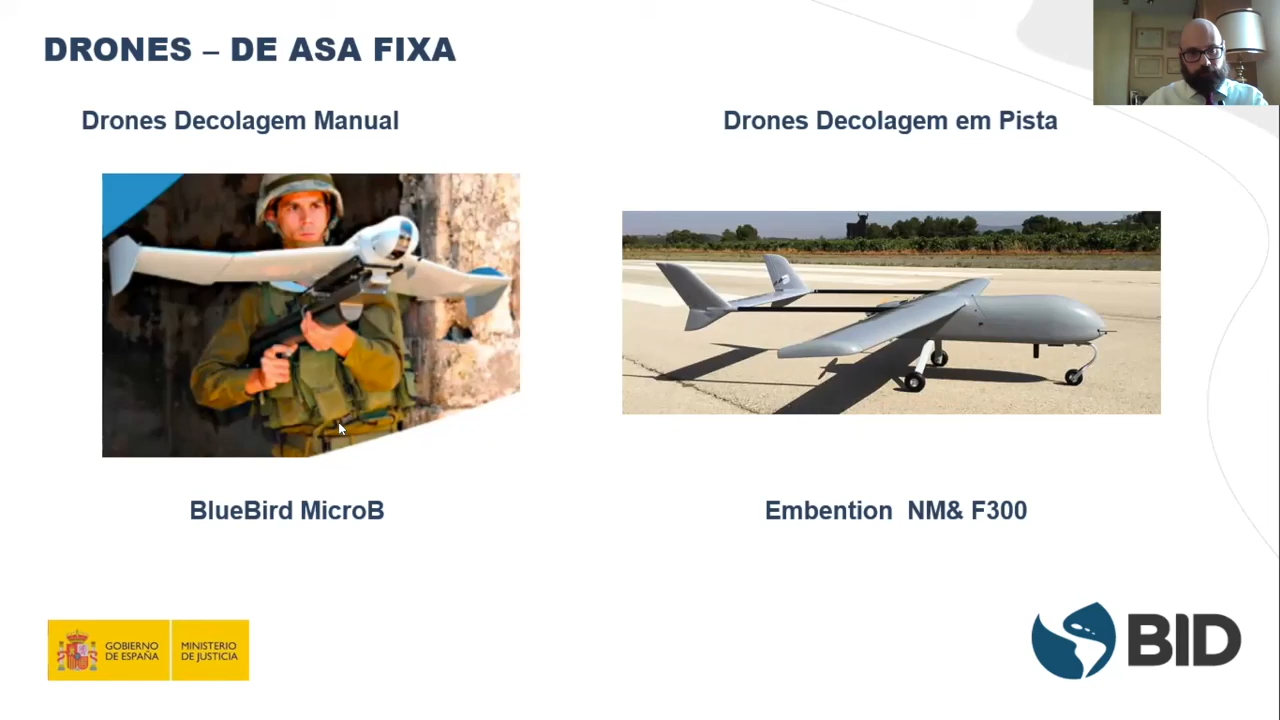 DRONES – DE ASA FIXA
Drones Decolagem Manual
Drones Decolagem em Pista
BlueBird MicroB
Embention NM& F300
GOBIERNO
DE ESPAÑA
MINISTERIO
DE JUSTICIA
BID